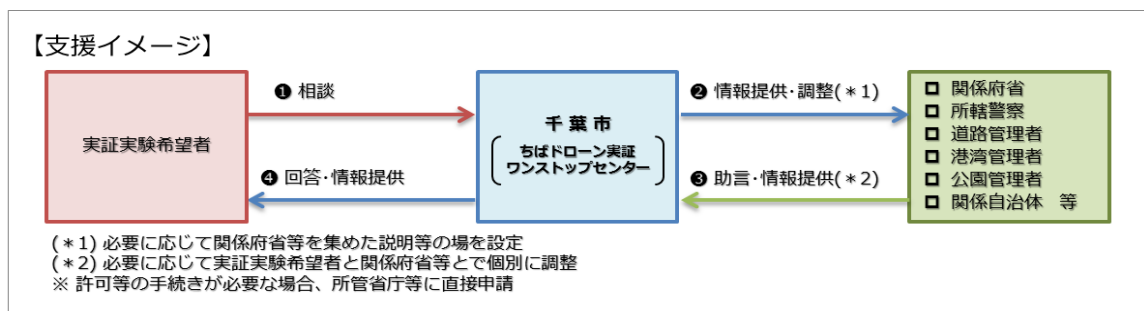 【支援イメージ】
実証実験希望者
❶ 相談
❹ 回答・情報提供
千葉市
ちばドローン実証
ワンストップセンター
❷ 情報提供・調整(＊1)
❸ 助言・情報提供(＊2)
関係府省
所轄警察
道路管理者
港湾管理者
公園管理者
関係自治体　等
(＊1) 必要に応じて関係府省等を集めた説明等の場を設定
(＊2) 必要に応じて実証実験希望者と関係府省等とで個別に調整
※ 許可等の手続きが必要な場合、所管省庁等に直接申請